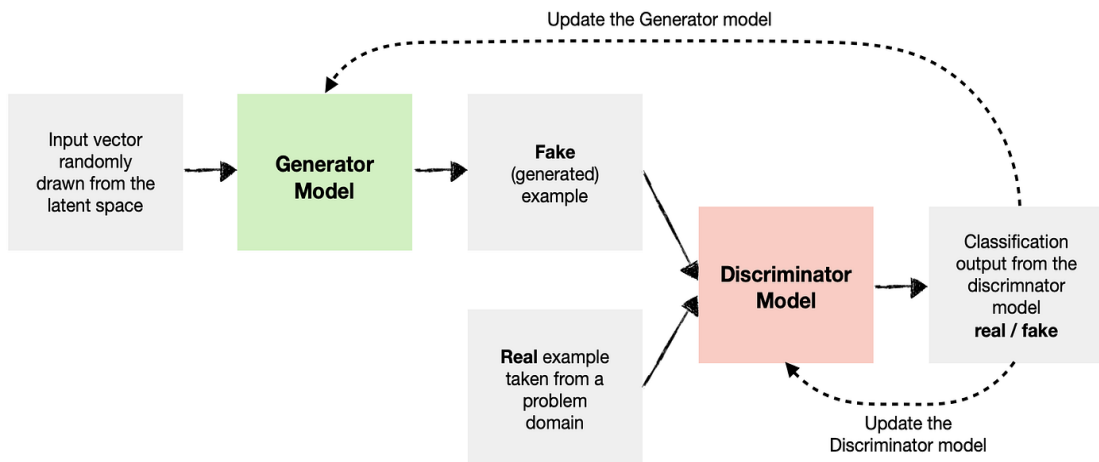 Update the Generator model
Input vector
randomly
drawn from the
latent space
Generator
Model
Fake
(generated)
example
Real example
taken from a
problem
domain
Discriminator
Model
Classification
output from the
discrimnator
model
real / fake
Update the
Discriminator model